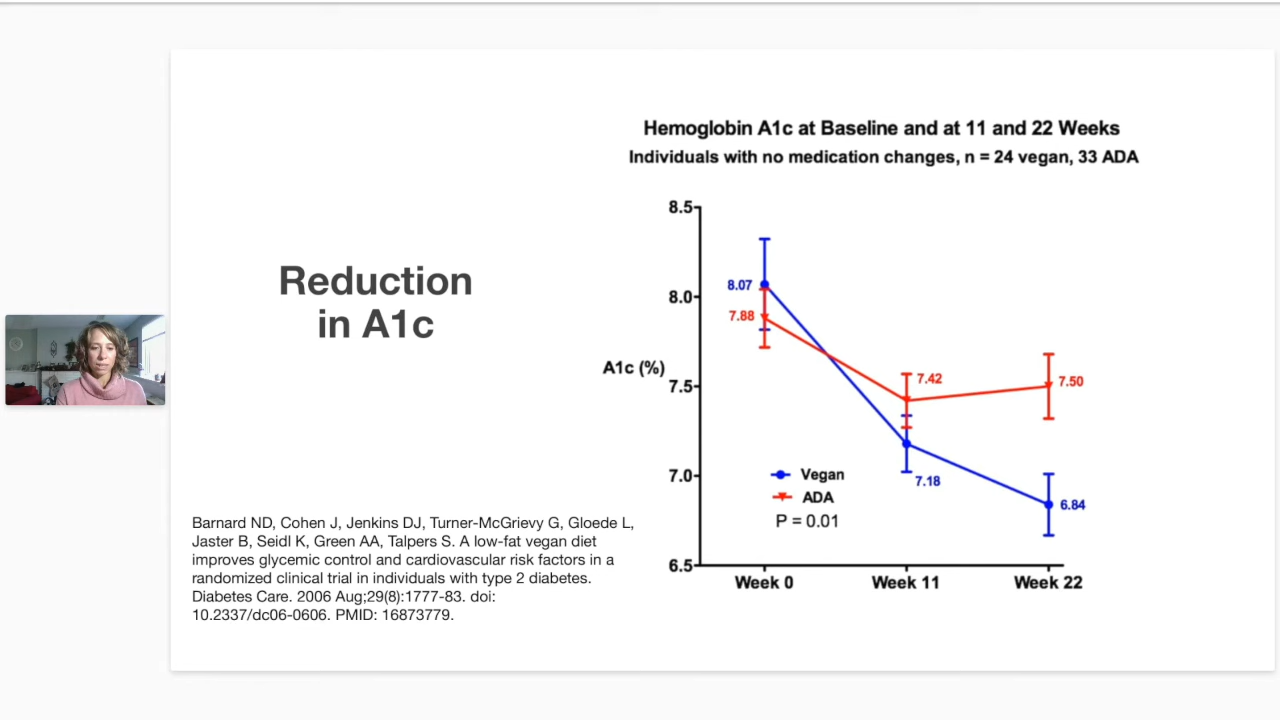 Hemoglobin A1c at Baseline and at 11 and 22 Weeks
Individuals with no medication changes, n = 24 vegan, 33 ADA
Reduction
in A1c
8.5
8.0
7.5
7.0
6.5
A1c (%)
8.07
7.88
7.42
7.18
7.50
6.84
Vegan
ADA
P = 0.01
Week 0
Week 11
Week 22
Barnard ND, Cohen J, Jenkins DJ, Turner-McGrievy G, Gloede L,
Jaster B, Seidl K, Green AA, Talpers S. A low-fat vegan diet
improves glycemic control and cardiovascular risk factors in a
randomized clinical trial in individuals with type 2 diabetes.
Diabetes Care. 2006 Aug;29(8):1777-83. doi:
10.2337/dc06-0606. PMID: 16873779.